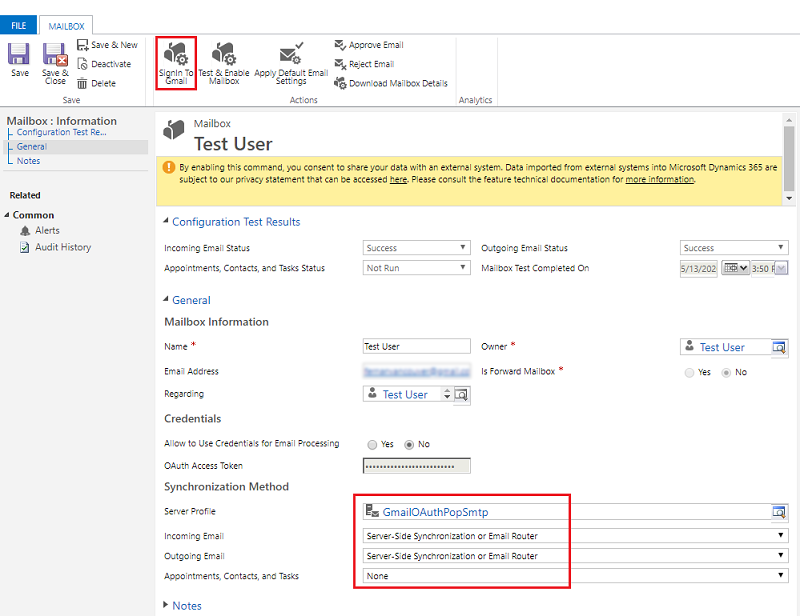 FILE MAILBOX
Save
Save & Close
Save & New
Deactivate
Delete
Save
SignIn To Gmail
Test & Enable Mailbox
Apply Default Email Settings
Approve Email
Reject Email
Download Mailbox Details
Actions
Analytics
Mailbox : Information
Configuration Test Re...
General
Notes
Related
Common
Alerts
Audit History
Mailbox
Test User
By enabling this command, you consent to share your data with an external system. Data imported from external systems into Microsoft Dynamics 365 are
subject to our privacy statement that can be accessed here. Please consult the feature technical documentation for more information.
Configuration Test Results
Incoming Email Status Success Outgoing Email Status Success
Appointments, Contacts, and Tasks Status Not Run Mailbox Test Completed On 5/13/202 3:50
General
Mailbox Information
Name * Test User Owner * Test User
Email Address Is Forward Mailbox * Yes No
Regarding Test User
Credentials
Allow to Use Credentials for Email Processing Yes No
OAuth Access Token
Synchronization Method
Server Profile GmailOAuthPopSmtp
Incoming Email Server-Side Synchronization or Email Router
Outgoing Email Server-Side Synchronization or Email Router
Appointments, Contacts, and Tasks None
Notes